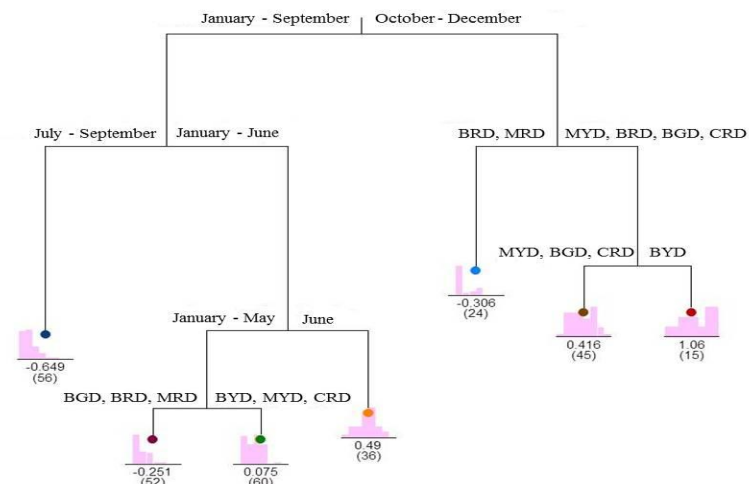 January - September October - December
July - September January - June BRD, MRD MYD, BRD, BGD, CRD
MYD, BGD, CRD BYD
-0.306
(24)
January - May June
0.416
(45)
1.06
(15)
-0.649
(56)
BGD, BRD, MRD BYD, MYD, CRD
0.49
(36)
-0.251
(52)
0.075
(60)